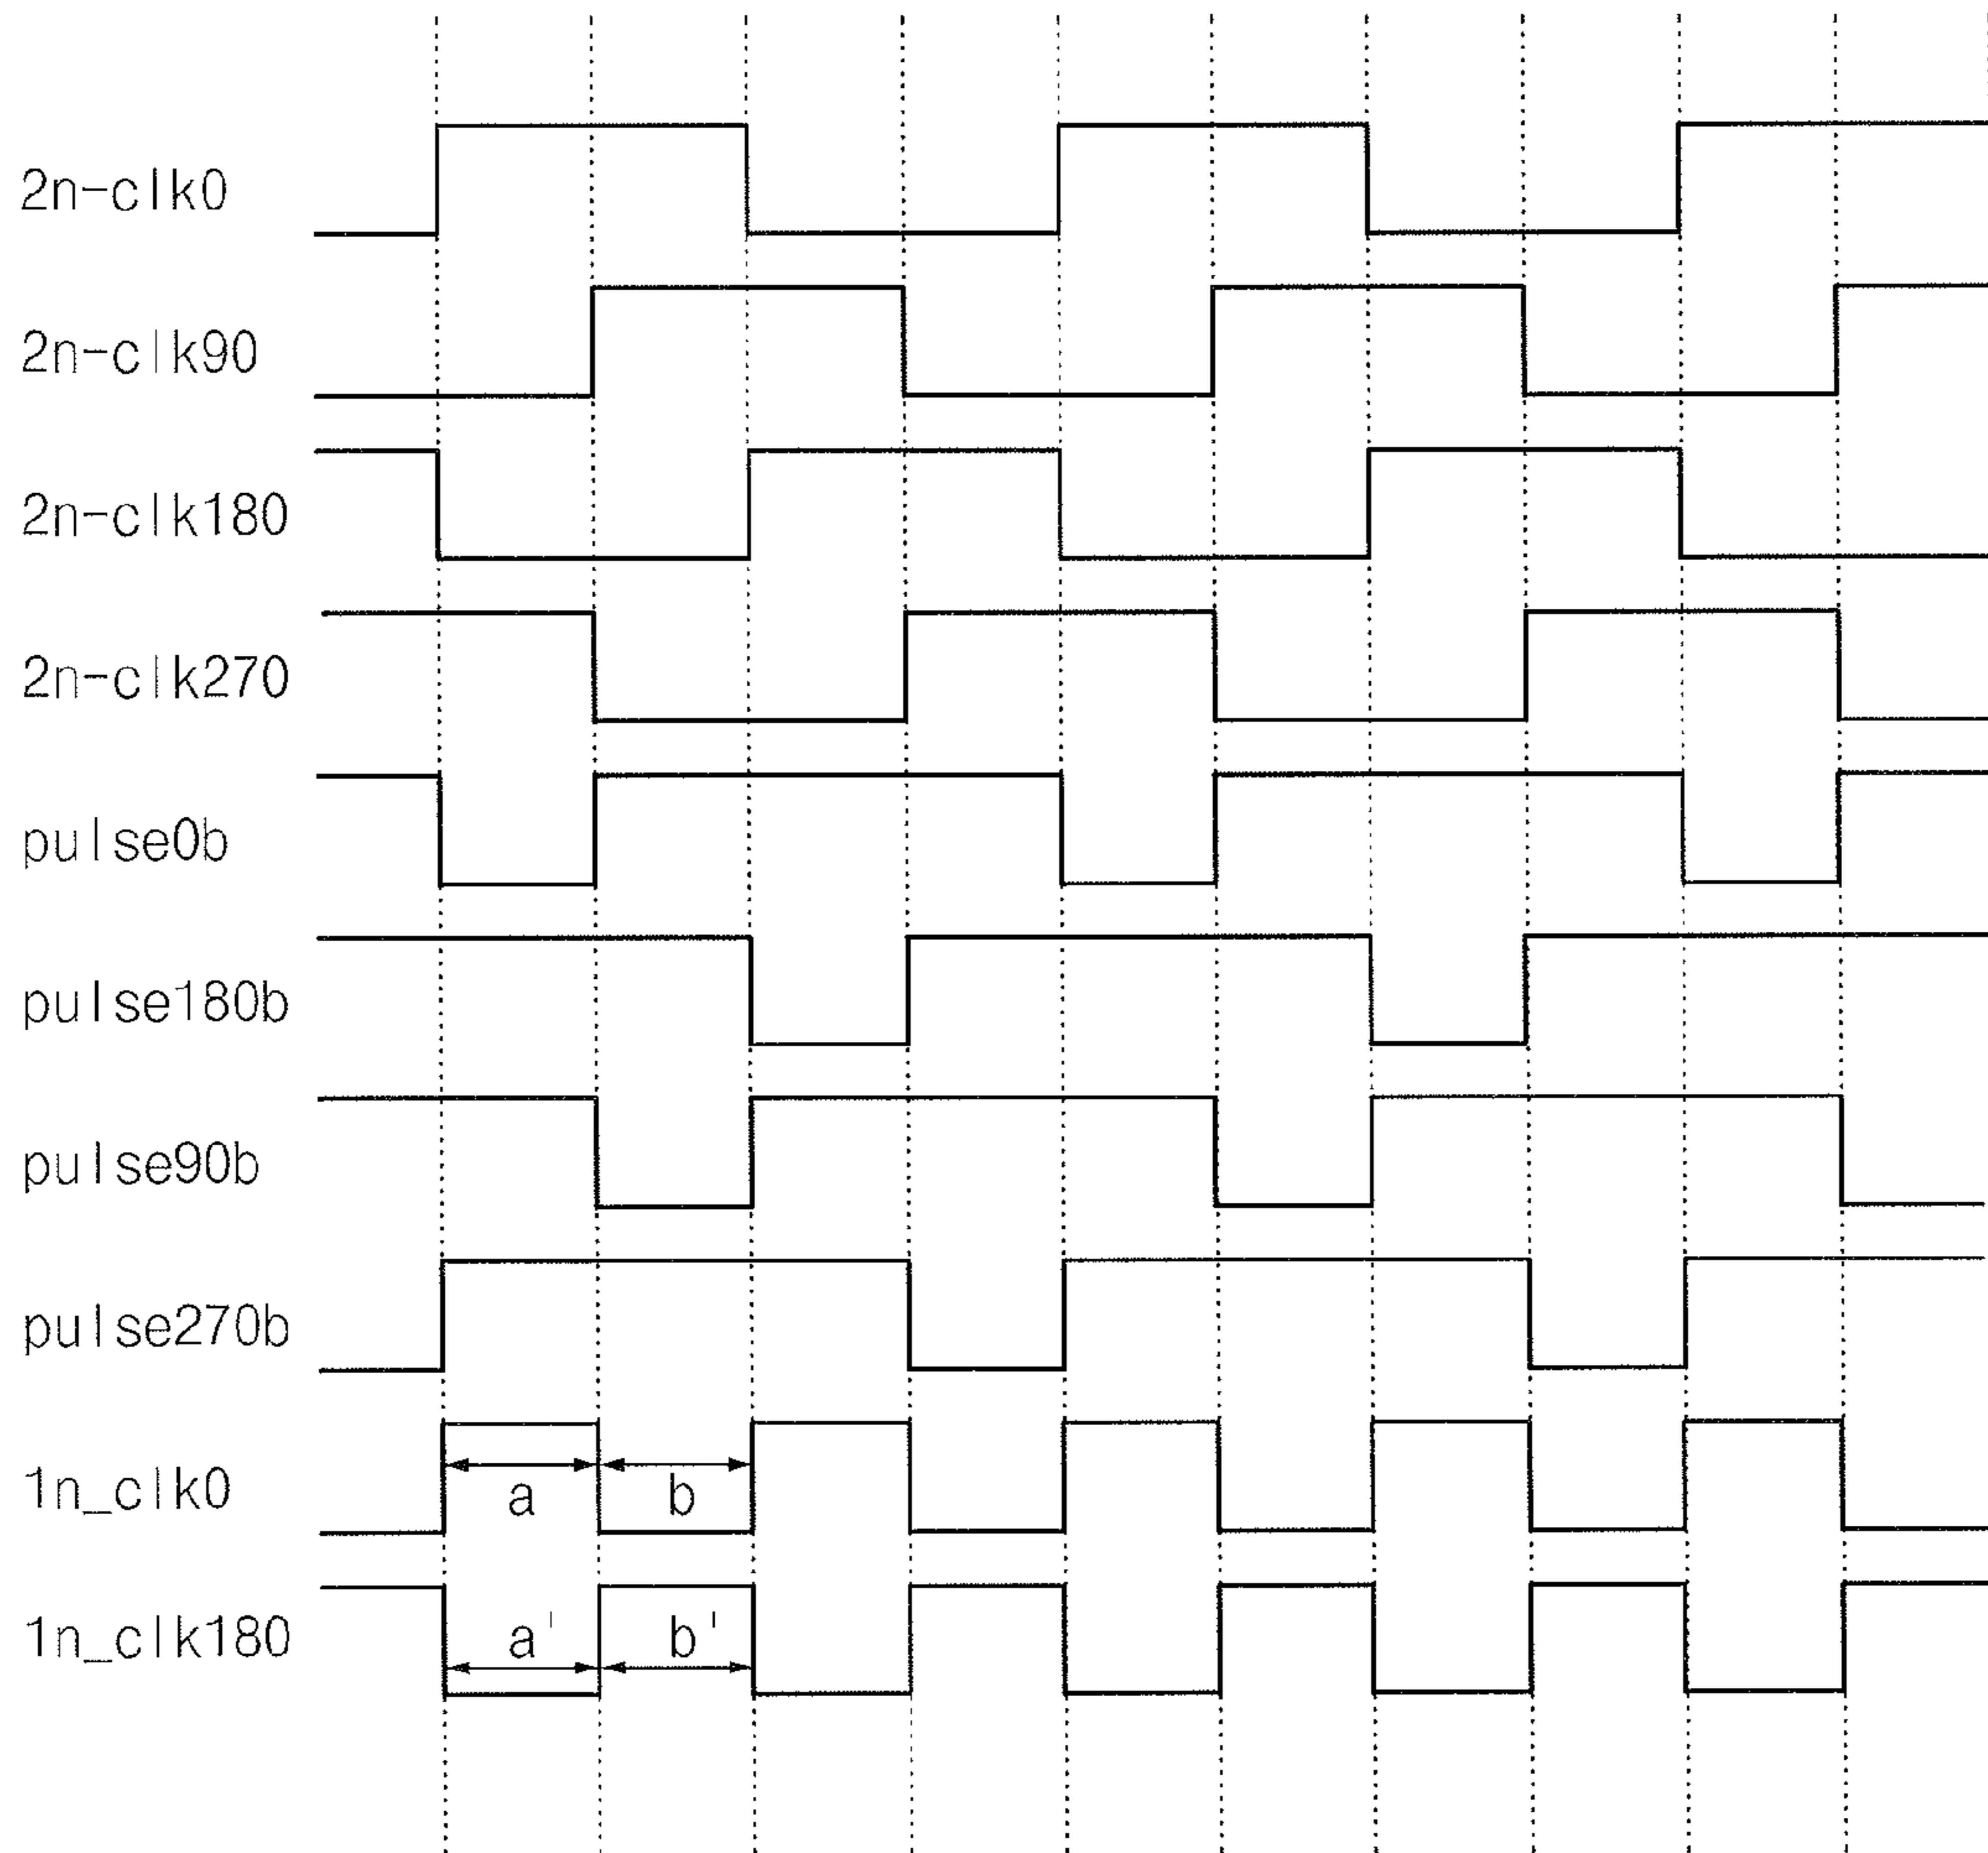 2n-clk0
2n-clk90
2n-clk180
2n-clk270
pulse0b
pulse180b
pulse90b
pulse270b
1n_clk0
a b
1n_clk180
a' b'